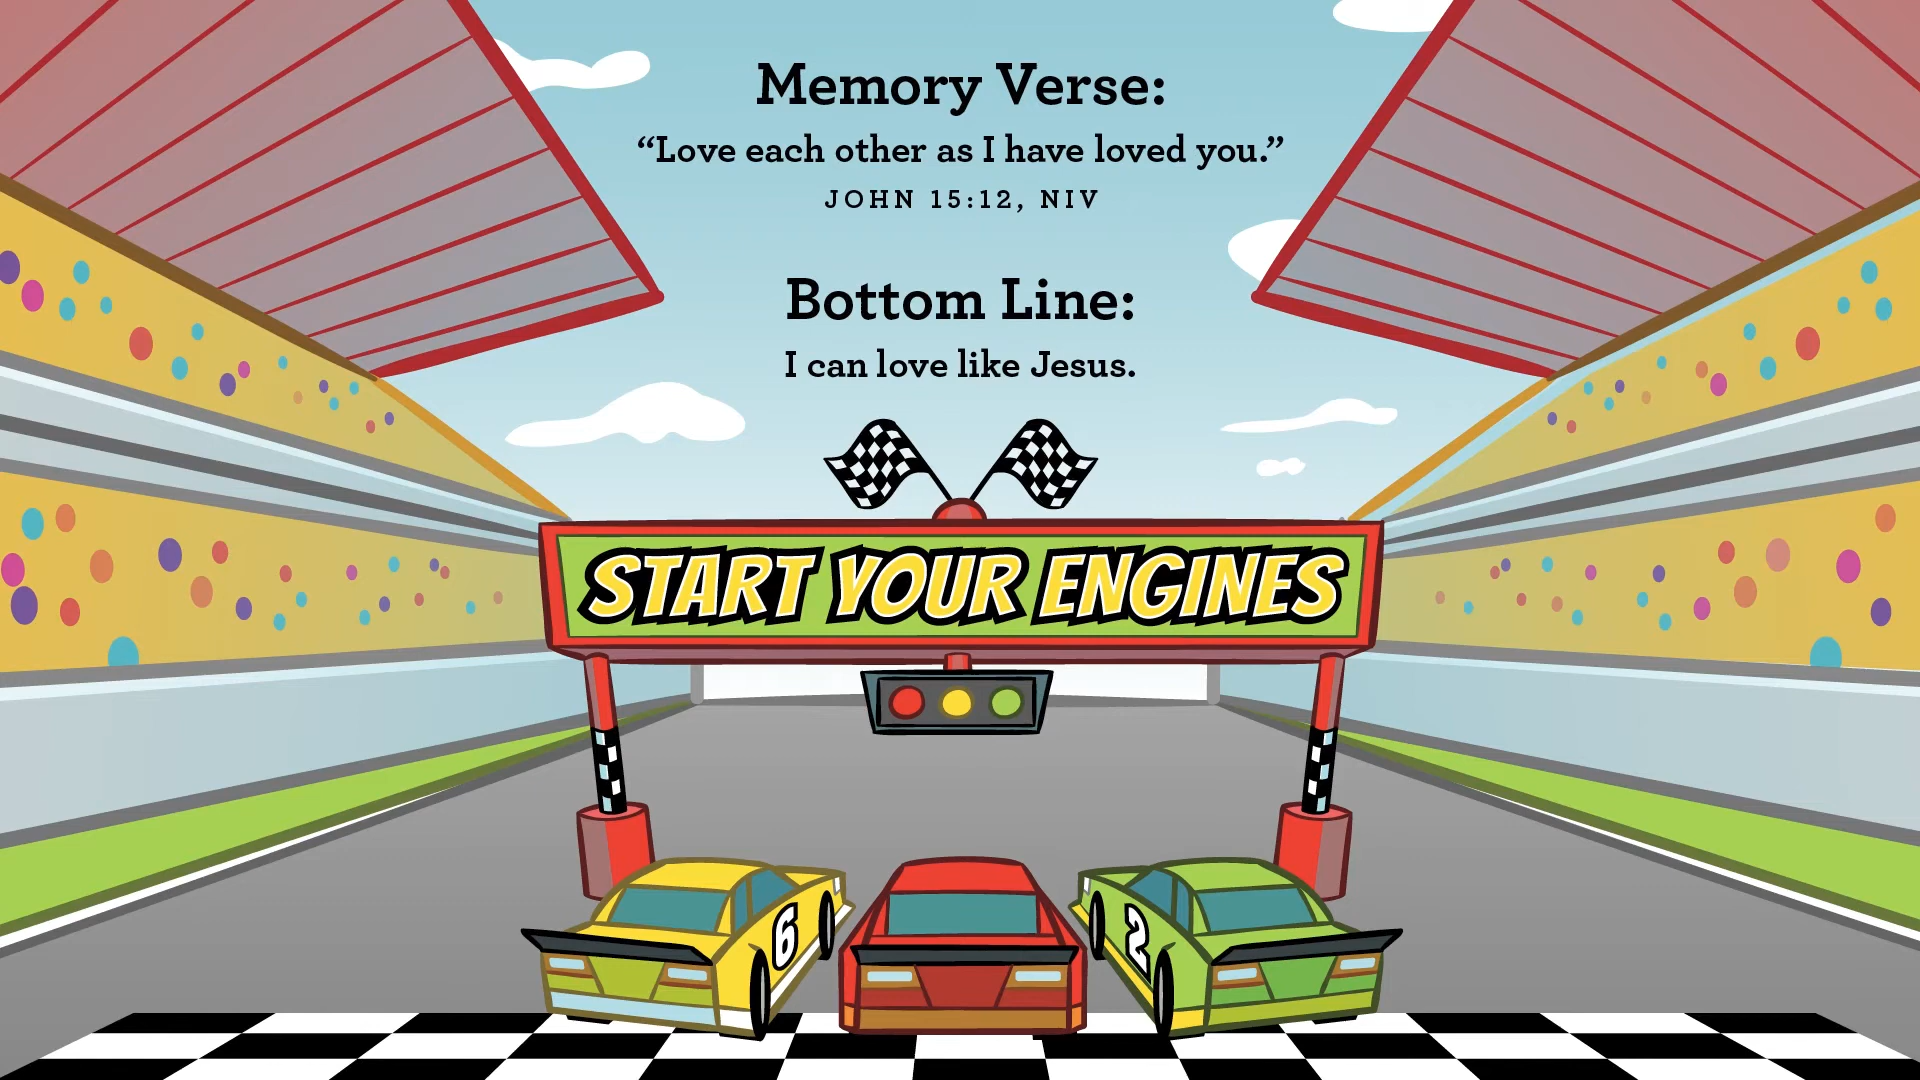 Memory Verse:
“Love each other as I have loved you.”
JOHN 15:12, NIV
Bottom Line:
I can love like Jesus.
START YOUR ENGINES
6
2